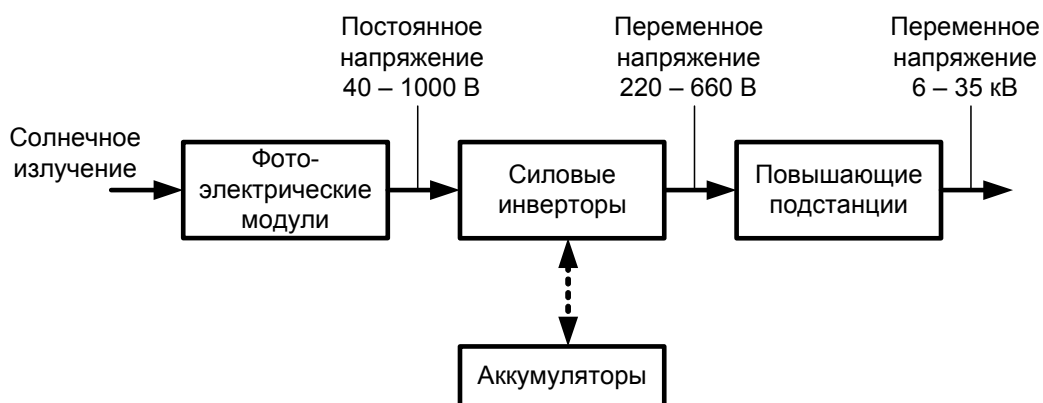 Постоянное
напряжение
40 – 1000 В
Переменное
напряжение
220 – 660 В
Переменное
напряжение
6 – 35 кВ
Солнечное
излучение
Фото-
электрические
модули
Силовые
инверторы
Повышающие
подстанции
Аккумуляторы